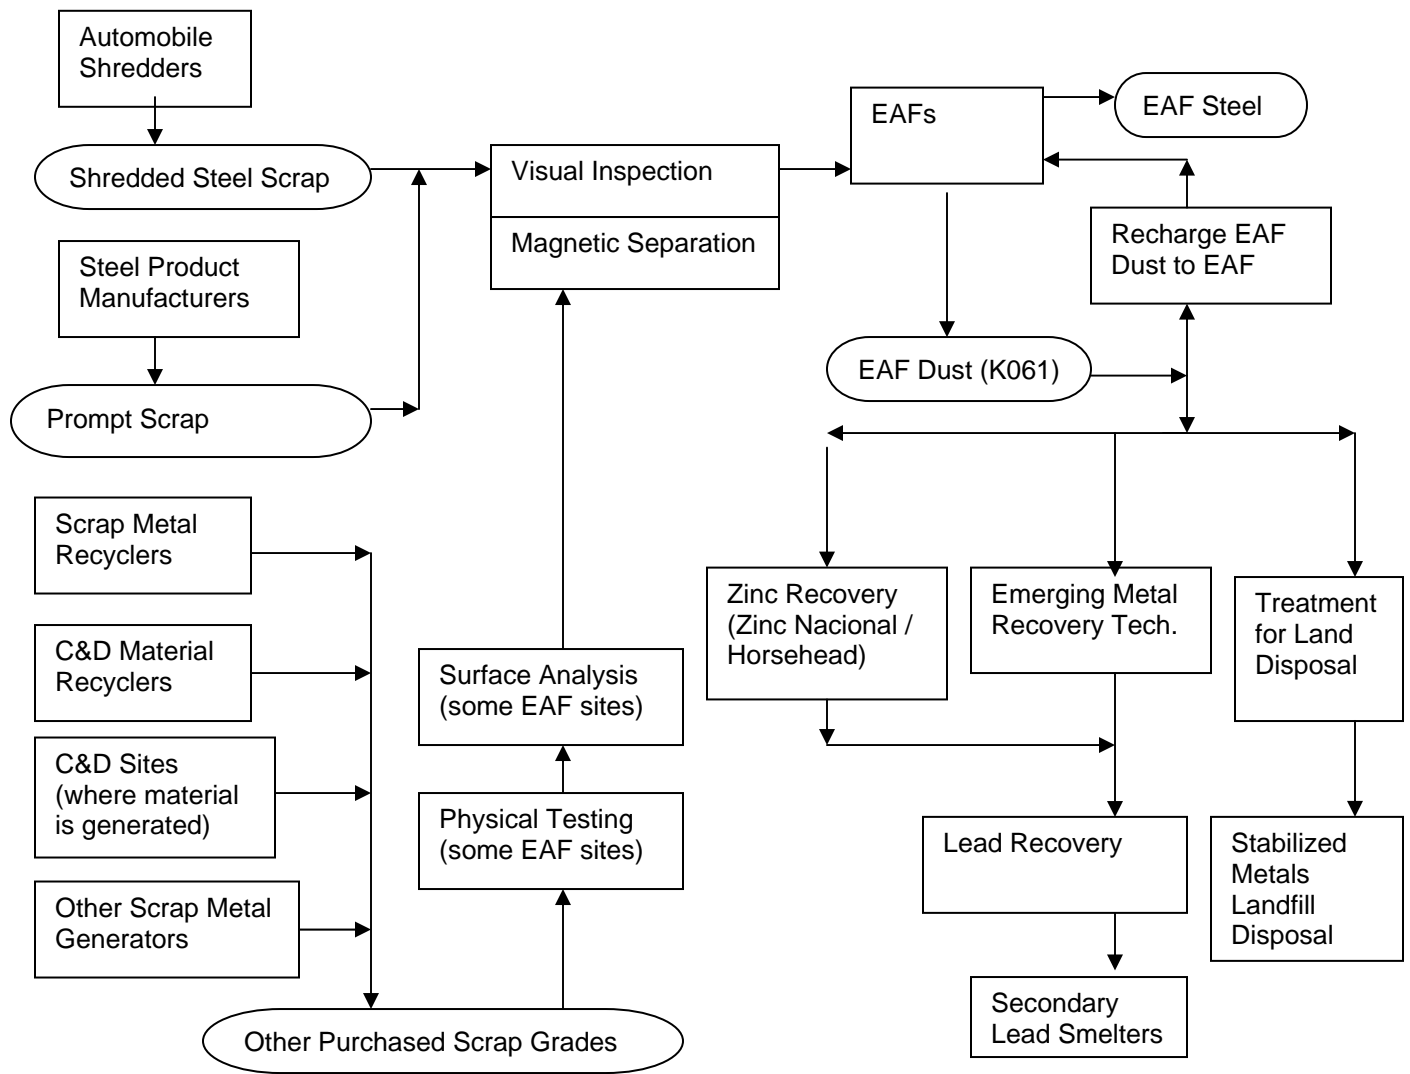 Automobile
Shredders
Shredded Steel Scrap
Steel Product
Manufacturers
Prompt Scrap
Scrap Metal
Recyclers
C&D Material
Recyclers
C&D Sites
(where material
is generated)
Other Scrap Metal
Generators
Other Purchased Scrap Grades
Physical Testing
(some EAF sites)
Surface Analysis
(some EAF sites)
Visual Inspection
Magnetic Separation
EAFs
EAF Steel
Recharge EAF
Dust to EAF
EAF Dust (K061)
Zinc Recovery
(Zinc Nacional /
Horsehead)
Emerging Metal
Recovery Tech.
Treatment
for Land
Disposal
Lead Recovery
Stabilized
Metals
Landfill
Disposal
Secondary
Lead Smelters